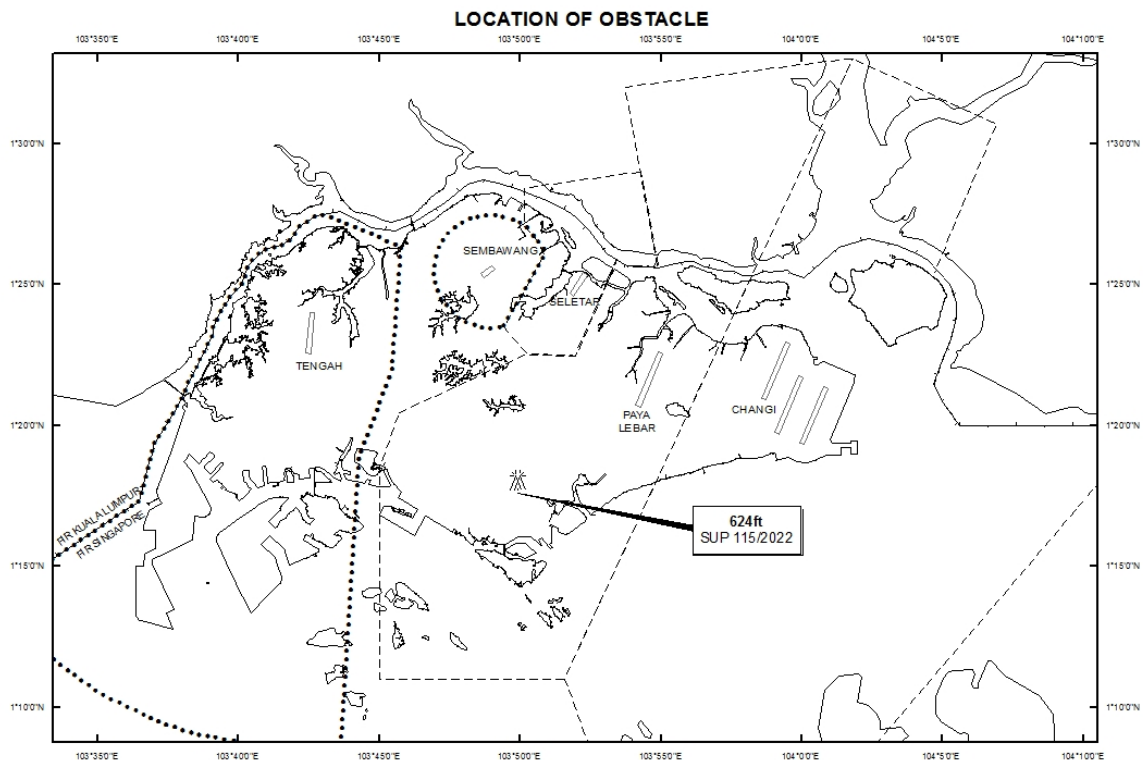 LOCATION OF OBSTACLE
103°35'0"E 103°40'0"E 103°45'0"E 103°50'0"E 103°55'0"E 104°0'0"E 104°5'0"E 104°10'0"E
1°30'0"N 1°30'0"N
SEMBAWANG
1°25'0"N 1°25'0"N
SELETAR
TENGAH
PAYA
LEBAR
CHANGI
1°20'0"N 1°20'0"N
FIR KUALA LUMPUR
FIR SINGAPORE
624ft
SUP 115/2022
1°15'0"N 1°15'0"N
1°10'0"N 1°10'0"N
103°35'0"E 103°40'0"E 103°45'0"E 103°50'0"E 103°55'0"E 104°0'0"E 104°5'0"E 104°10'0"E